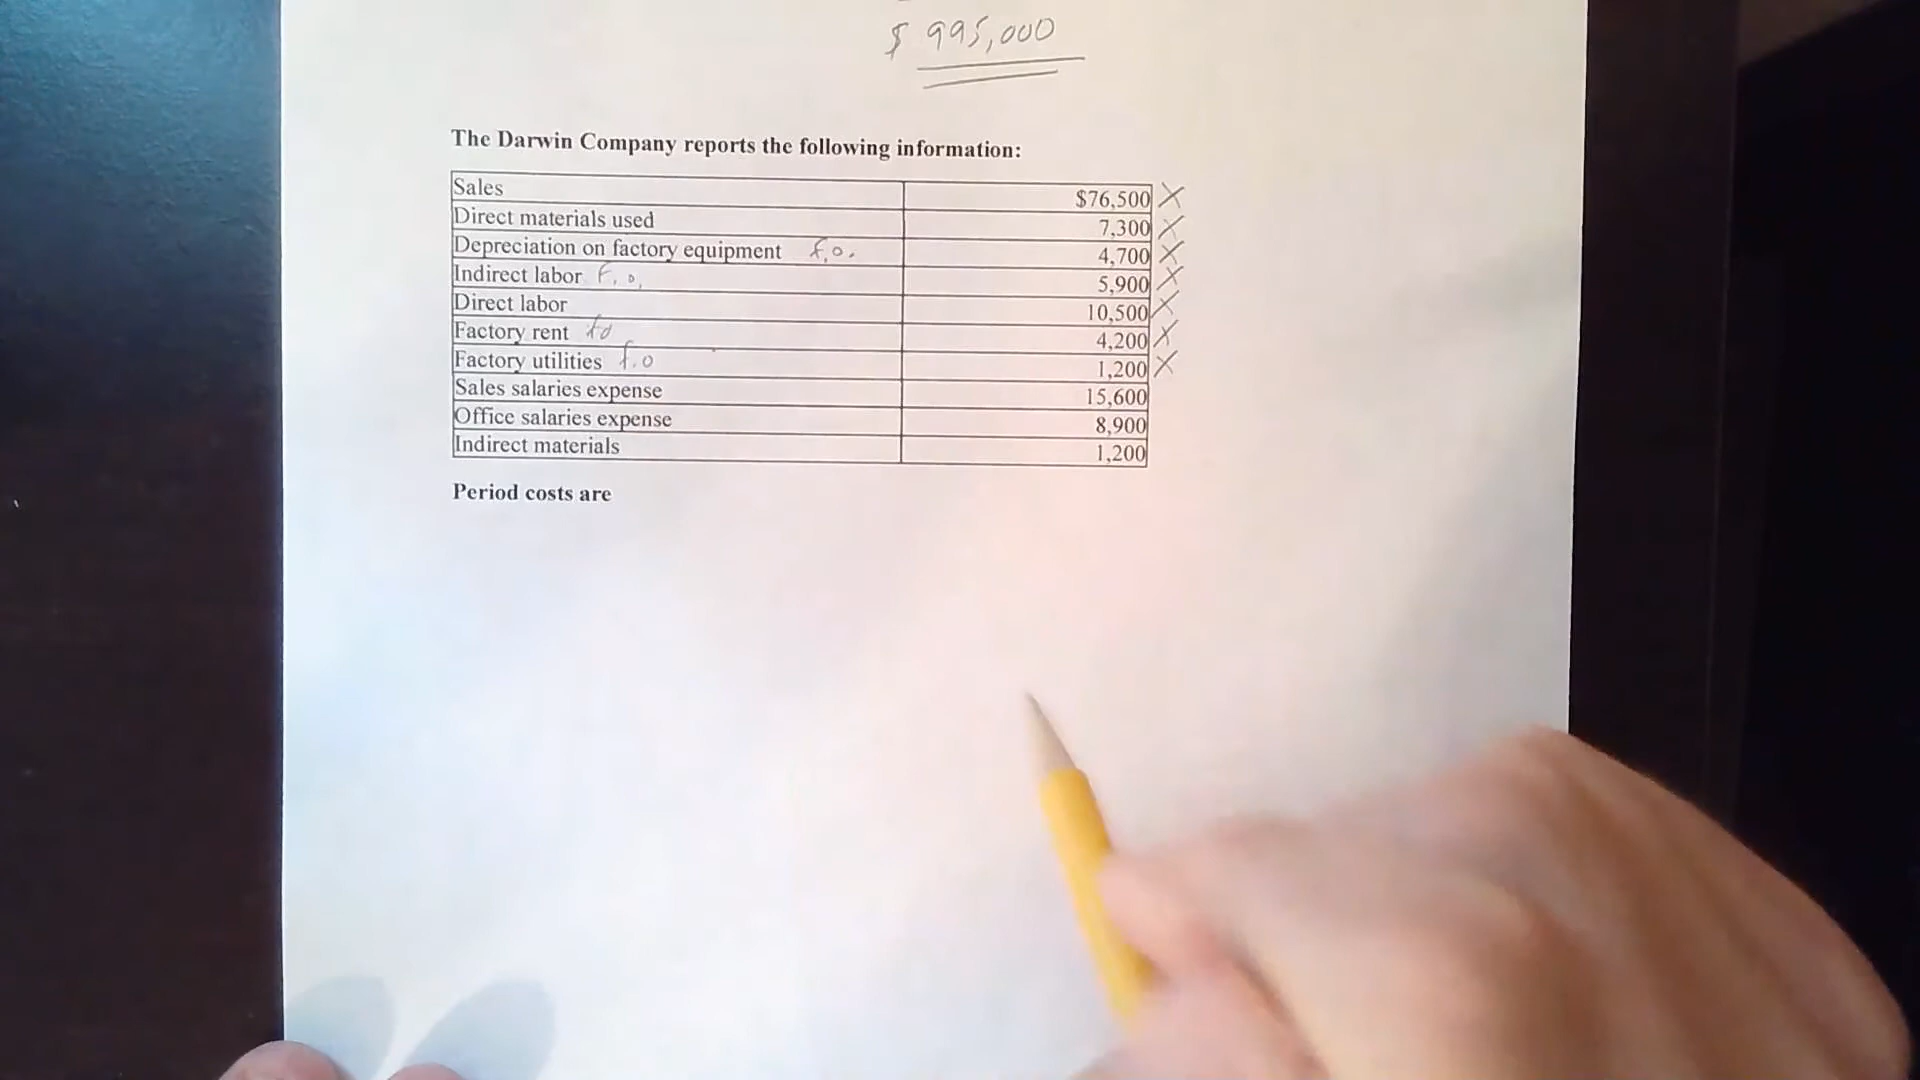 $ 995,000
The Darwin Company reports the following information:
Sales $76,500 X
Direct materials used 7,300 X
Depreciation on factory equipment f.o. 4,700 X
Indirect labor F.o. 5,900 X
Direct labor 10,500 X
Factory rent fo 4,200 X
Factory utilities f.o 1,200 X
Sales salaries expense 15,600
Office salaries expense 8,900
Indirect materials 1,200
Period costs are